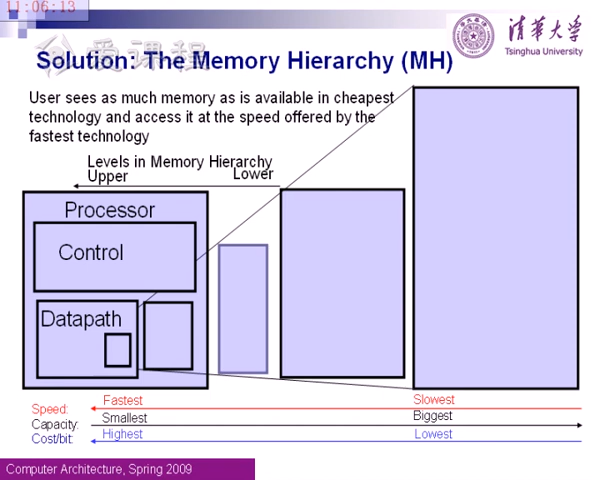 11:06:13
清華大学
Tsinghua University
Solution: The Memory Hierarchy (MH)
User sees as much memory as is available in cheapest
technology and access it at the speed offered by the
fastest technology
Levels in Memory Hierarchy
Upper
Lower
Processor
Control
Datapath
Speed: Fastest Slowest
Capacity: Smallest Biggest
Cost/bit: Highest Lowest
Computer Architecture, Spring 2009